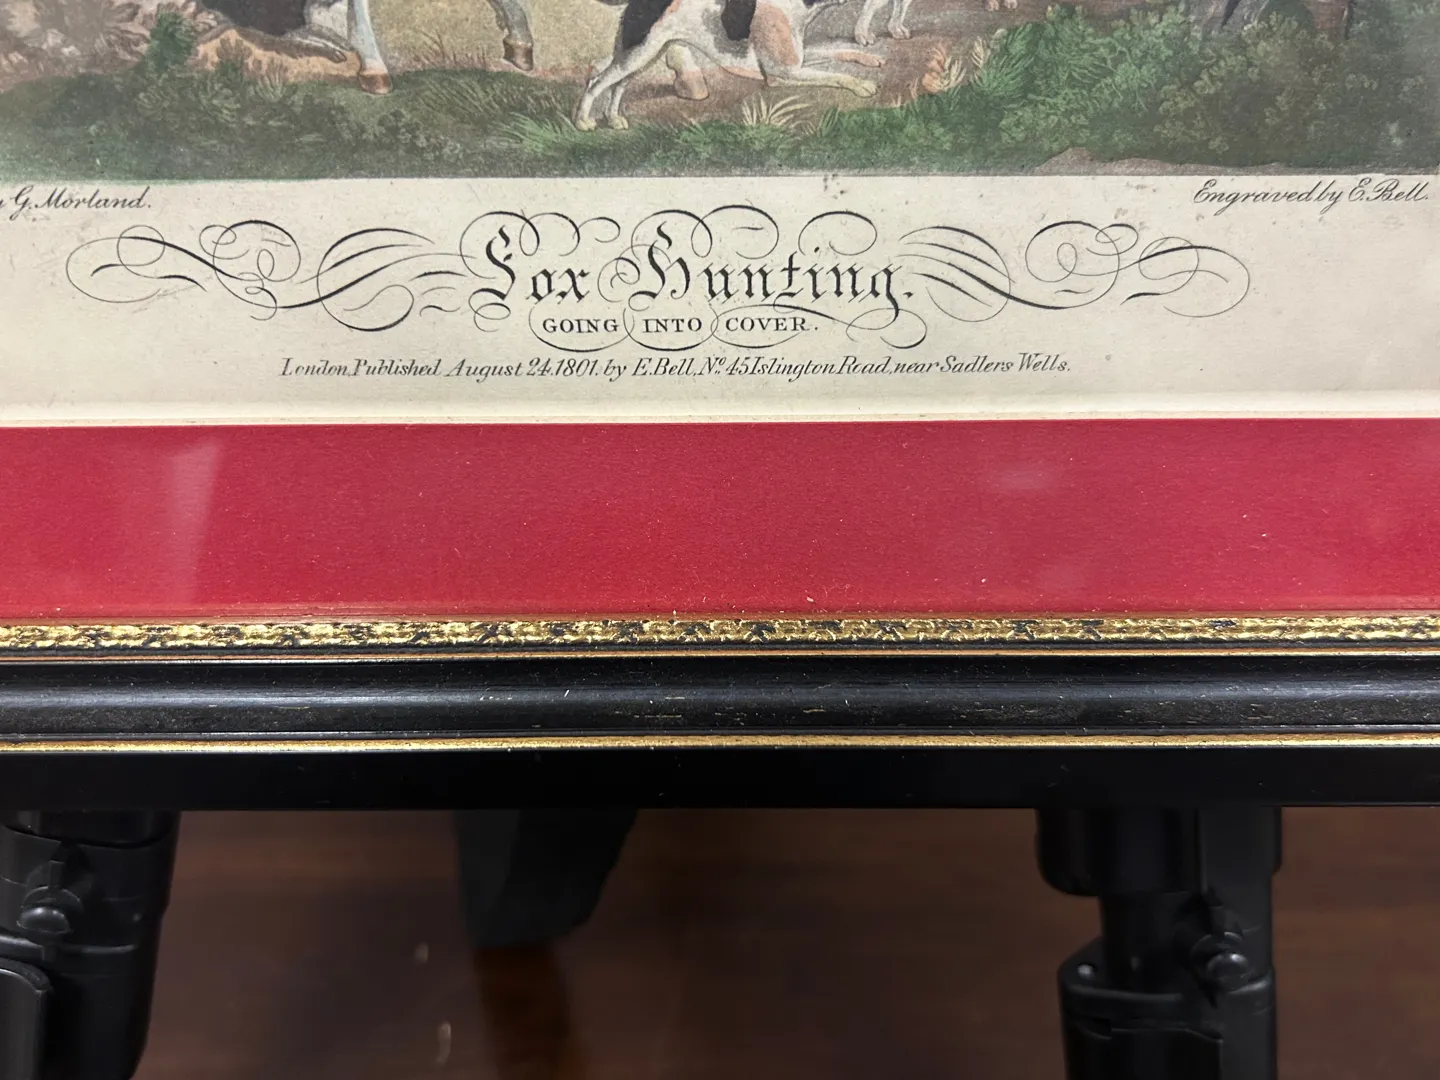 G. Morland.
Engraved by E. Bell.
Fox Hunting.
GOING INTO COVER.
London, Published August 24, 1801, by E. Bell, No. 45 Islington Road, near Sadlers Wells.